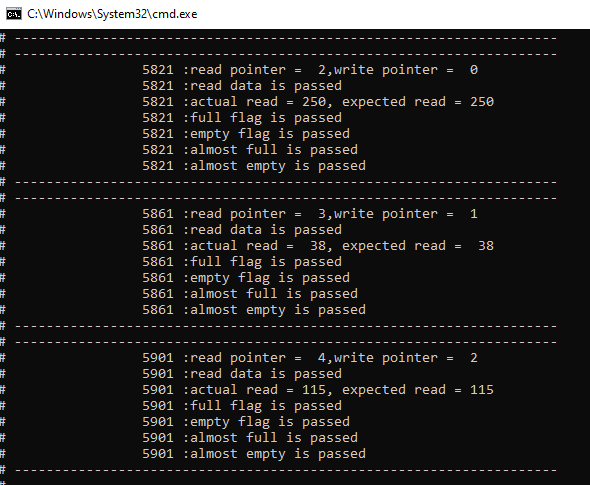 C:\Windows\System32\cmd.exe
# ------------------------------------------------------------------
# ------------------------------------------------------------------
#                 5821 :read pointer =  2,write pointer =  0
#                 5821 :read data is passed
#                 5821 :actual read = 250, expected read = 250
#                 5821 :full flag is passed
#                 5821 :empty flag is passed
#                 5821 :almost full is passed
#                 5821 :almost empty is passed
# ------------------------------------------------------------------
# ------------------------------------------------------------------
#                 5861 :read pointer =  3,write pointer =  1
#                 5861 :read data is passed
#                 5861 :actual read =  38, expected read =  38
#                 5861 :full flag is passed
#                 5861 :empty flag is passed
#                 5861 :almost full is passed
#                 5861 :almost empty is passed
# ------------------------------------------------------------------
# ------------------------------------------------------------------
#                 5901 :read pointer =  4,write pointer =  2
#                 5901 :read data is passed
#                 5901 :actual read = 115, expected read = 115
#                 5901 :full flag is passed
#                 5901 :empty flag is passed
#                 5901 :almost full is passed
#                 5901 :almost empty is passed
# ------------------------------------------------------------------
#